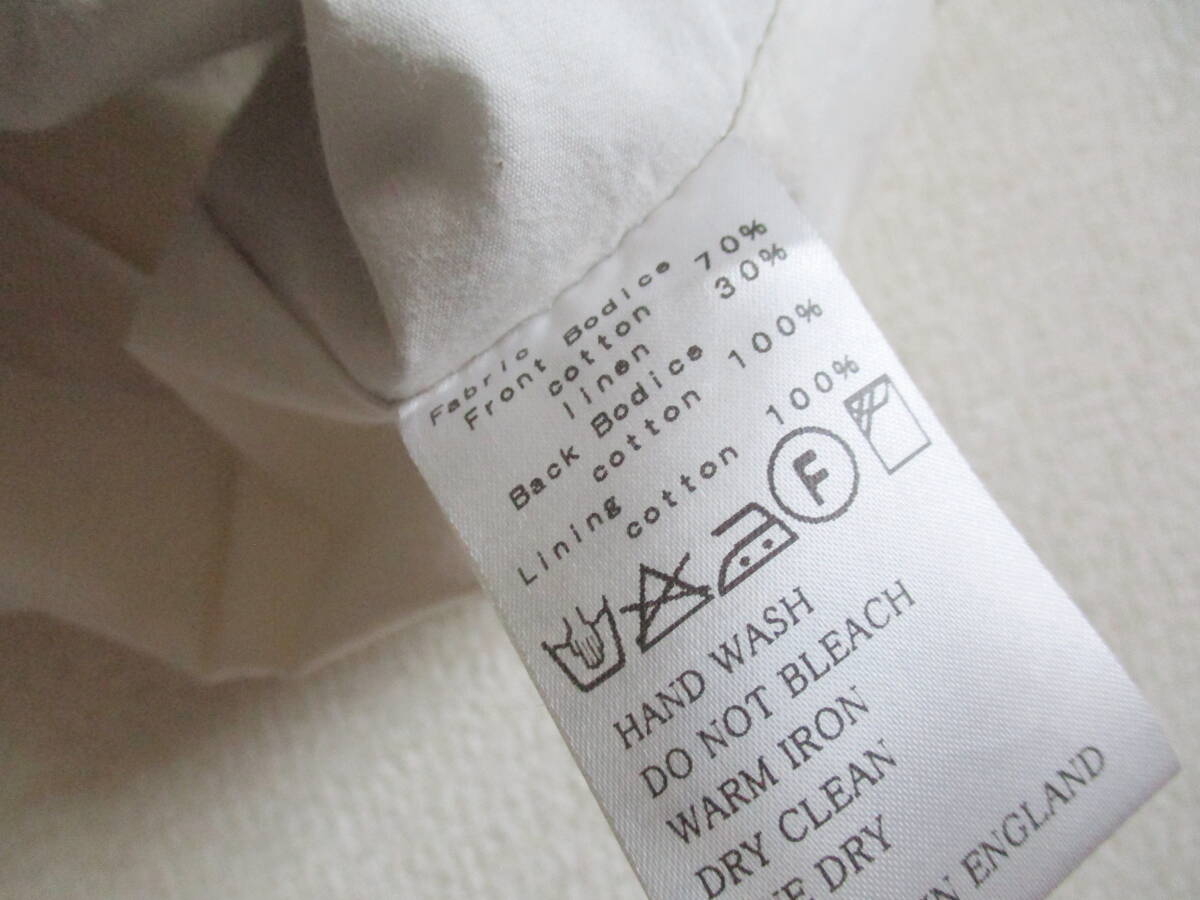 Fabric Bodice
Front cotton 70%
linen 30%
Back Bodice
cotton 100%
Lining
cotton 100%
F
HAND WASH
DO NOT BLEACH
WARM IRON
DRY CLEAN
DRY
ENGLAND